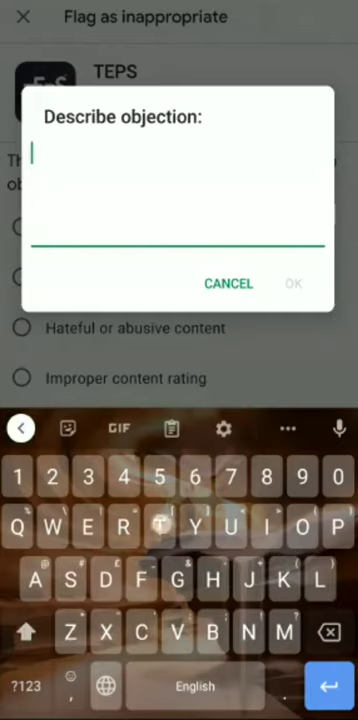 Flag as inappropriate
TEPS
Describe objection:
CANCEL
OK
Hateful or abusive content
Improper content rating
GIF
1 2 3 4 5 6 7 8 9 0
Q W E R T Y U I O P
A S D F G H J K L
Z X C V B N M
?123
,
English
.